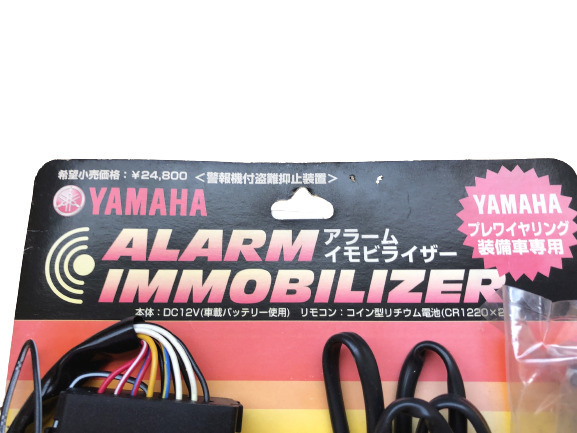 希望小売価格：￥24,800 ＜警報機付盗難抑止装置＞
YAMAHA
ALARM アラーム
IMMOBILIZER イモビライザー
本体：DC12V(車載バッテリー使用) リモコン：コイン型リチウム電池(CR1220×2
YAMAHA
プレワイヤリング
装備車専用